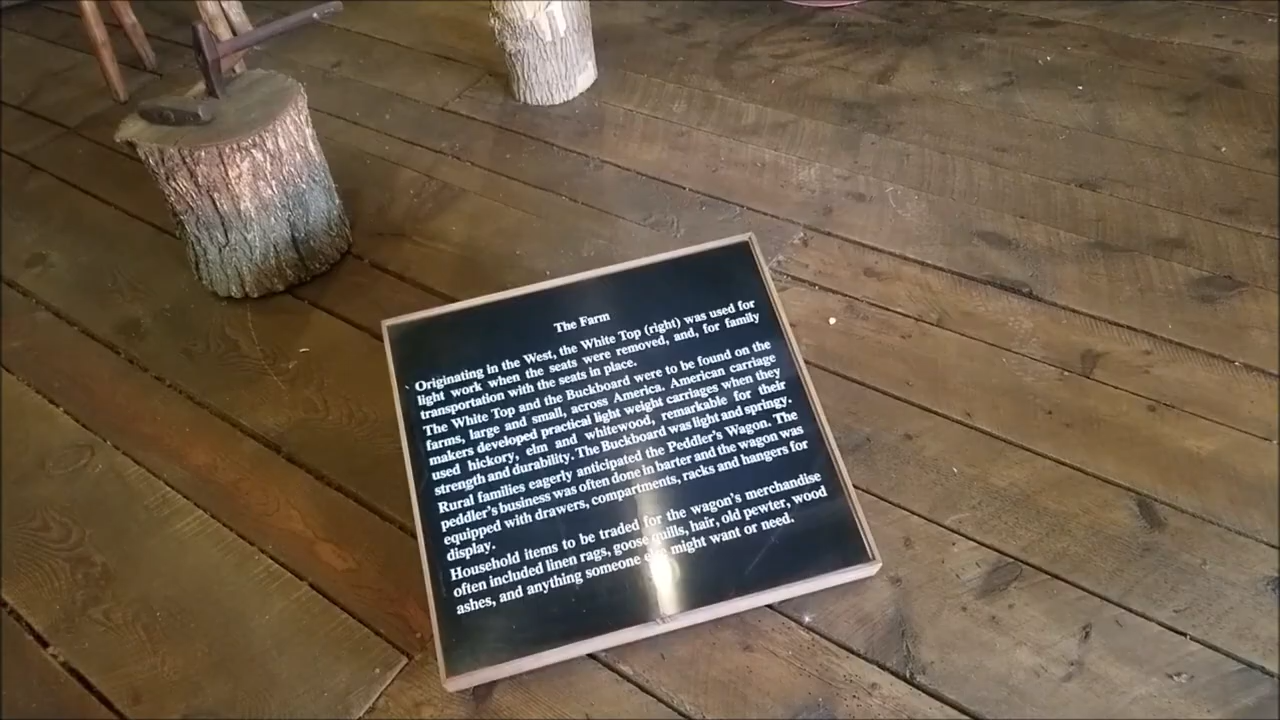 The Farm
Originating in the West, the White Top (right) was used for
light work when the seats were removed, and, for family
transportation with the seats in place.
The White Top and the Buckboard were to be found on the
farms, large and small, across America. American carriage
makers developed practical light weight carriages when they
used hickory, elm and whitewood, remarkable for their
strength and durability. The Buckboard was light and springy.
Rural families eagerly anticipated the Peddler's Wagon. The
peddler's business was often done in barter and the wagon was
equipped with drawers, compartments, racks and hangers for
display.
Household items to be traded for the wagon's merchandise
often included linen rags, goose quills, hair, old pewter, wood
ashes, and anything someone else might want or need.